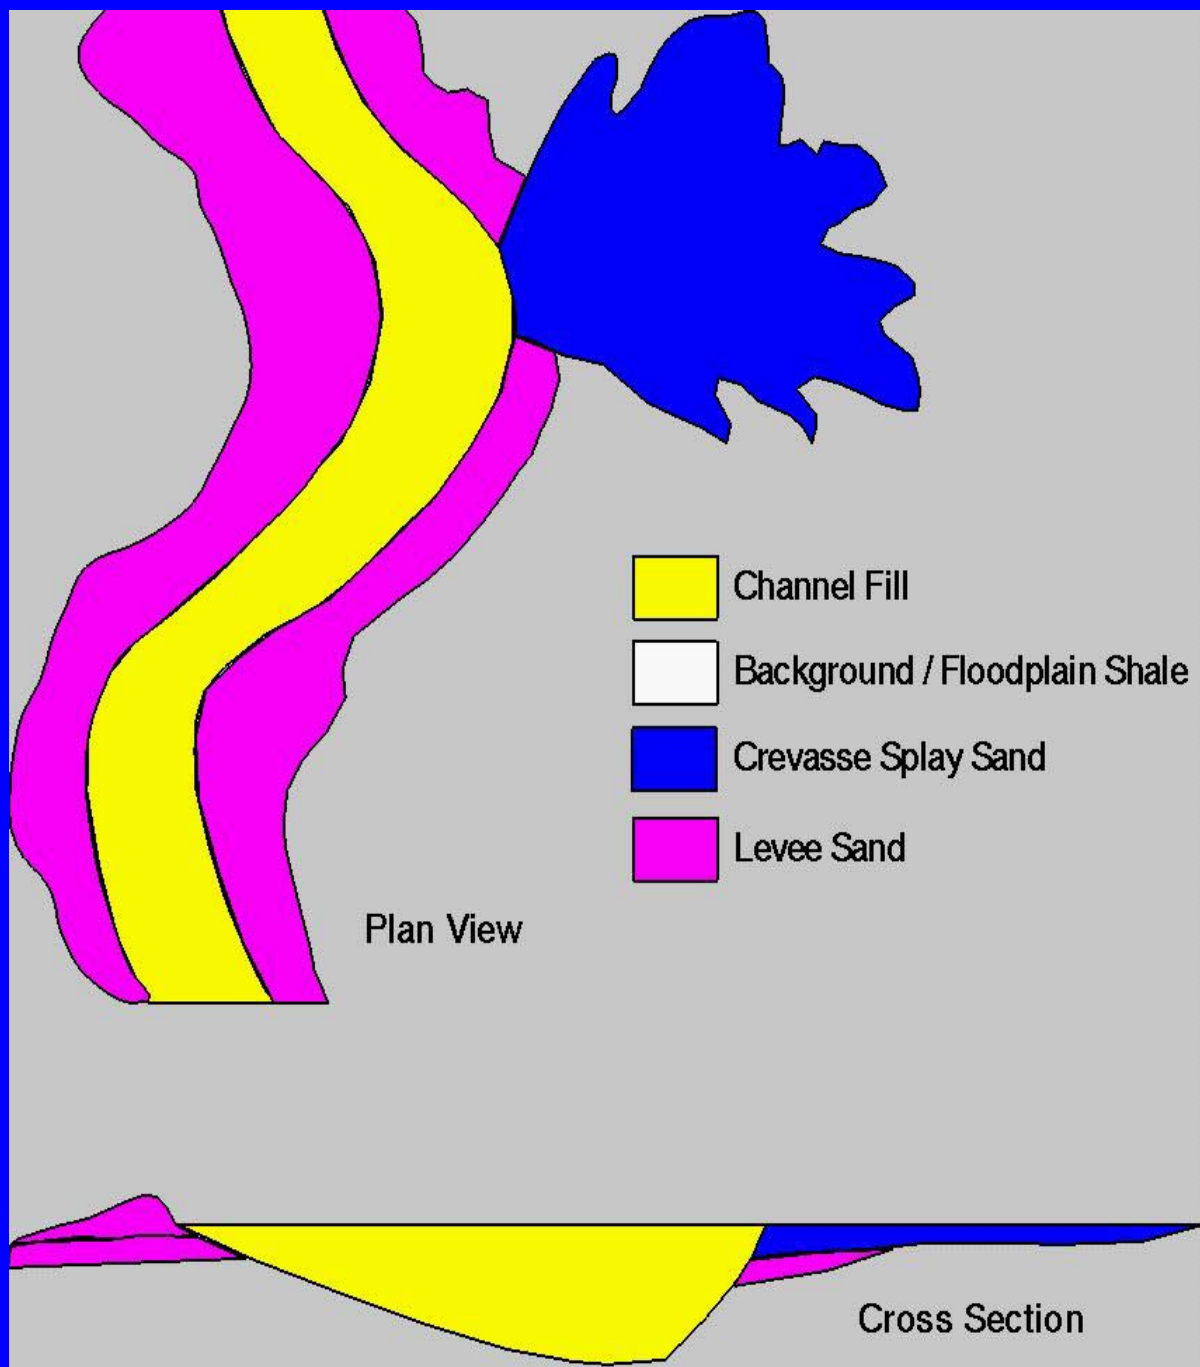 Channel Fill
Background / Floodplain Shale
Crevasse Splay Sand
Levee Sand
Plan View
Cross Section